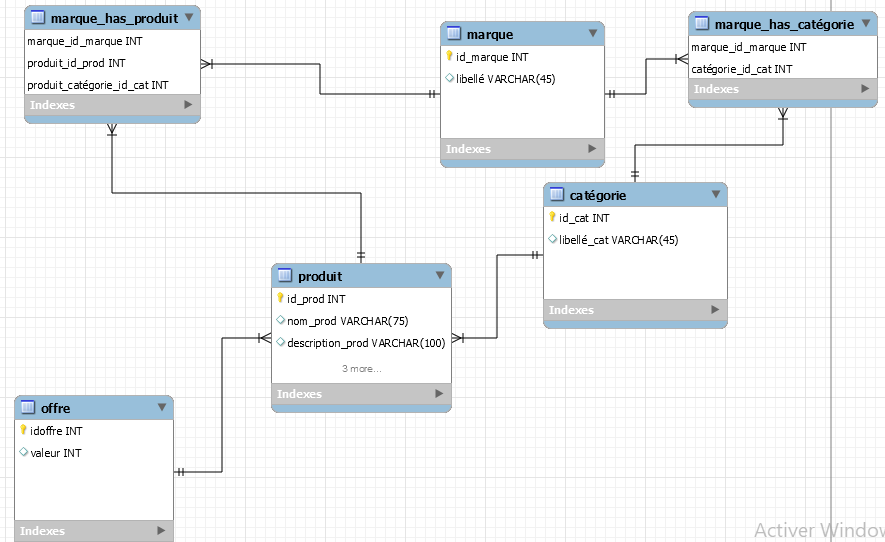 marque_has_produit
marque_id_marque INT
produit_id_prod INT
produit_catégorie_id_cat INT
Indexes
marque
id_marque INT
libellé VARCHAR(45)
Indexes
marque_has_catégorie
marque_id_marque INT
catégorie_id_cat INT
Indexes
catégorie
id_cat INT
libellé_cat VARCHAR(45)
Indexes
produit
id_prod INT
nom_prod VARCHAR(75)
description_prod VARCHAR(100)
3 more...
Indexes
offre
idoffre INT
valeur INT
Indexes
Activer Window